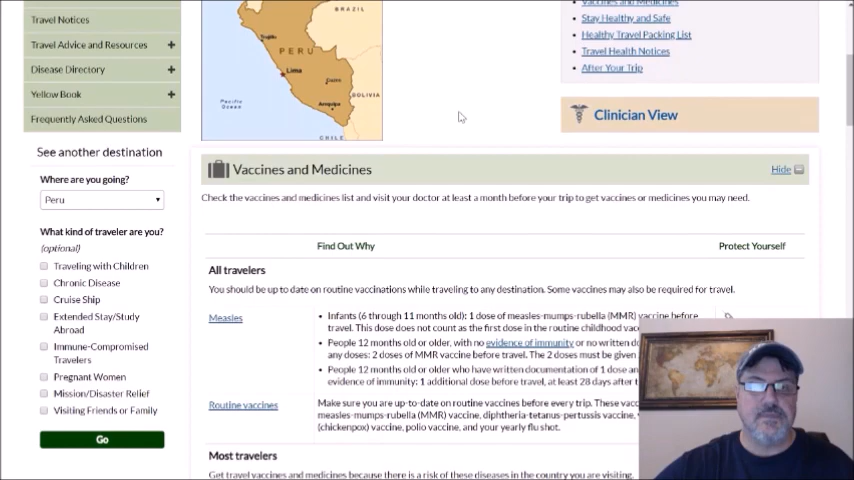 Travel Notices
Travel Advice and Resources
Disease Directory
Yellow Book
Frequently Asked Questions
See another destination
Where are you going?
Peru
What kind of traveler are you?
(optional)
Traveling with Children
Chronic Disease
Cruise Ship
Extended Stay/Study
Abroad
Immune-Compromised
Travelers
Pregnant Women
Mission/Disaster Relief
Visiting Friends or Family
Go
BRAZIL
Trujillo
PERU
Lima
Cuzco
BOLIVIA
Arequipa
Pacific
Ocean
CHILE
Vaccines and Medicines
Stay Healthy and Safe
Healthy Travel Packing List
Travel Health Notices
After Your Trip
Clinician View
Vaccines and Medicines
Hide
Check the vaccines and medicines list and visit your doctor at least a month before your trip to get vaccines or medicines you may need.
Find Out Why
Protect Yourself
All travelers
You should be up to date on routine vaccinations while traveling to any destination. Some vaccines may also be required for travel.
Measles
Infants (6 through 11 months old): 1 dose of measles-mumps-rubella (MMR) vaccine before
travel. This dose does not count as the first dose in the routine childhood
People 12 months old or older, with no evidence of immunity or no written
any doses: 2 doses of MMR vaccine before travel. The 2 doses must be given
People 12 months old or older who have written documentation of 1 dose
evidence of immunity: 1 additional dose before travel, at least 28 days after
Routine vaccines
Make sure you are up-to-date on routine vaccines before every trip. These
measles-mumps-rubella (MMR) vaccine, diphtheria-tetanus-pertussis vaccine,
(chickenpox) vaccine, polio vaccine, and your yearly flu shot.
Most travelers
Get travel vaccines and medicines because there is a risk of these diseases in the country you are visiting.